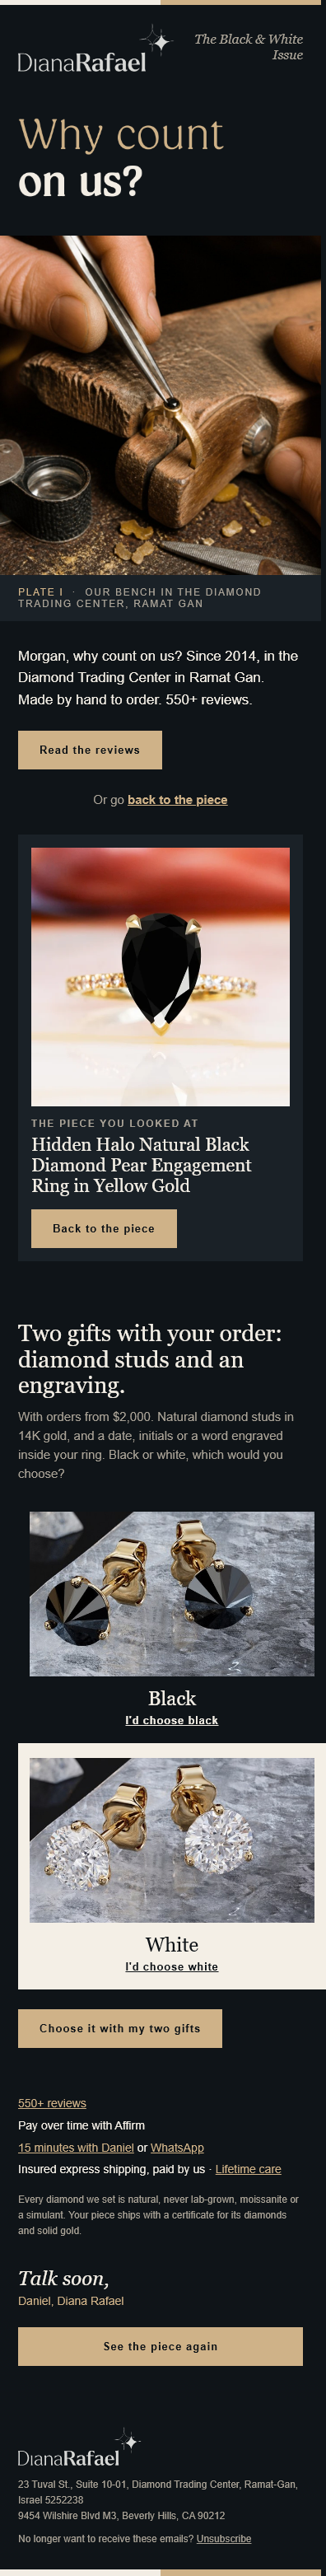 DianaRafael
The Black & White
Issue
Why count
on us?
PLATE I · OUR BENCH IN THE DIAMOND
TRADING CENTER, RAMAT GAN
Morgan, why count on us? Since 2014, in the
Diamond Trading Center in Ramat Gan.
Made by hand to order. 550+ reviews.
Read the reviews
Or go back to the piece
THE PIECE YOU LOOKED AT
Hidden Halo Natural Black
Diamond Pear Engagement
Ring in Yellow Gold
Back to the piece
Two gifts with your order:
diamond studs and an
engraving.
With orders from $2,000. Natural diamond studs in
14K gold, and a date, initials or a word engraved
inside your ring. Black or white, which would you
choose?
Black
I'd choose black
White
I'd choose white
Choose it with my two gifts
550+ reviews
Pay over time with Affirm
15 minutes with Daniel or WhatsApp
Insured express shipping, paid by us · Lifetime care
Every diamond we set is natural, never lab-grown, moissanite or
a simulant. Your piece ships with a certificate for its diamonds
and solid gold.
Talk soon,
Daniel, Diana Rafael
See the piece again
DianaRafael
23 Tuval St., Suite 10-01, Diamond Trading Center, Ramat-Gan,
Israel 5252238
9454 Wilshire Blvd M3, Beverly Hills, CA 90212
No longer want to receive these emails? Unsubscribe